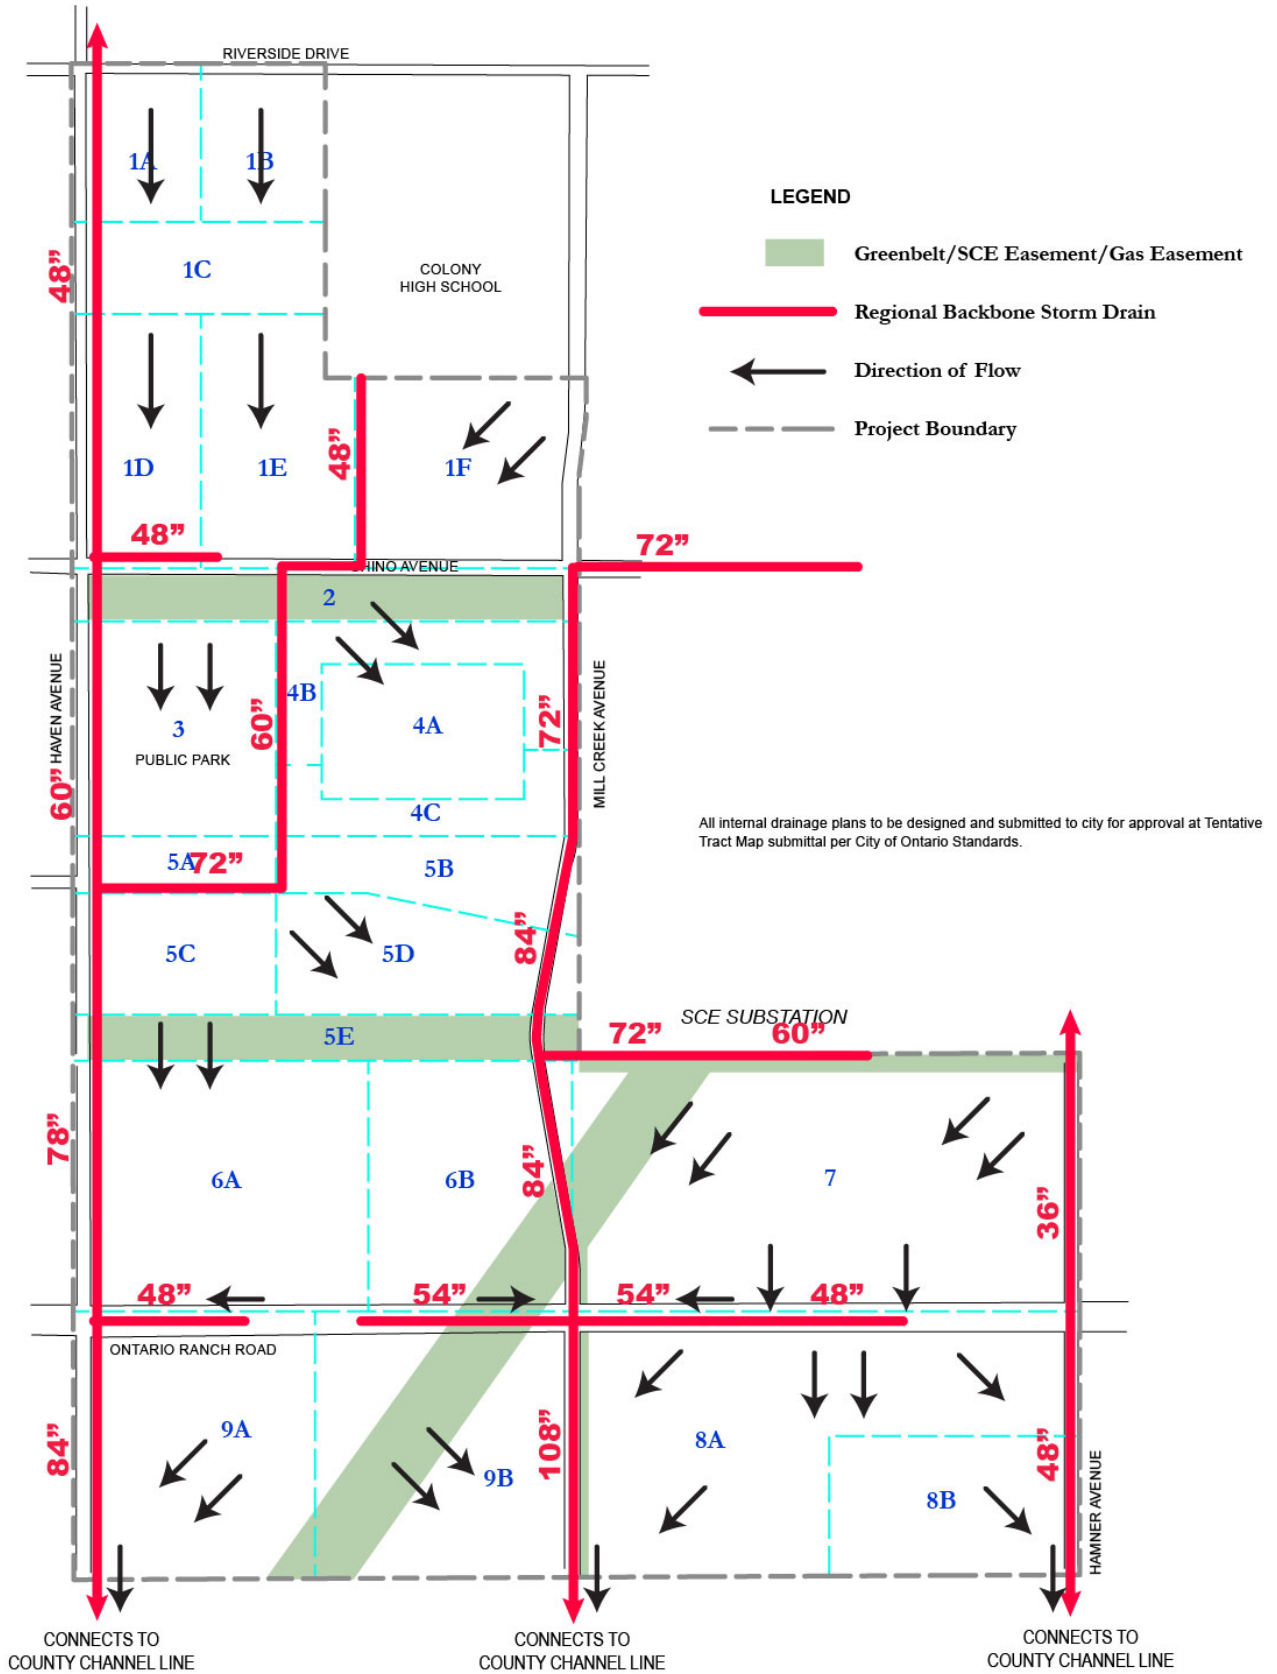 RIVERSIDE DRIVE
1A
1B
LEGEND
Greenbelt/SCE Easement/Gas Easement
1C
COLONY
HIGH SCHOOL
48”
Regional Backbone Storm Drain
Direction of Flow
Project Boundary
1D
1E
48”
1F
48”
72”
CHINO AVENUE
2
HAVEN AVENUE
4B
3
60”
4A
72”
MILL CREEK AVENUE
PUBLIC PARK
60”
4C
All internal drainage plans to be designed and submitted to city for approval at Tentative
Tract Map submittal per City of Ontario Standards.
5A
72”
5B
5C
5D
84”
SCE SUBSTATION
5E
72”
60”
78”
6A
6B
84”
7
36”
48”
54”
54”
48”
ONTARIO RANCH ROAD
84”
9A
9B
108”
8A
48”
8B
HAMNER AVENUE
CONNECTS TO
COUNTY CHANNEL LINE
CONNECTS TO
COUNTY CHANNEL LINE
CONNECTS TO
COUNTY CHANNEL LINE